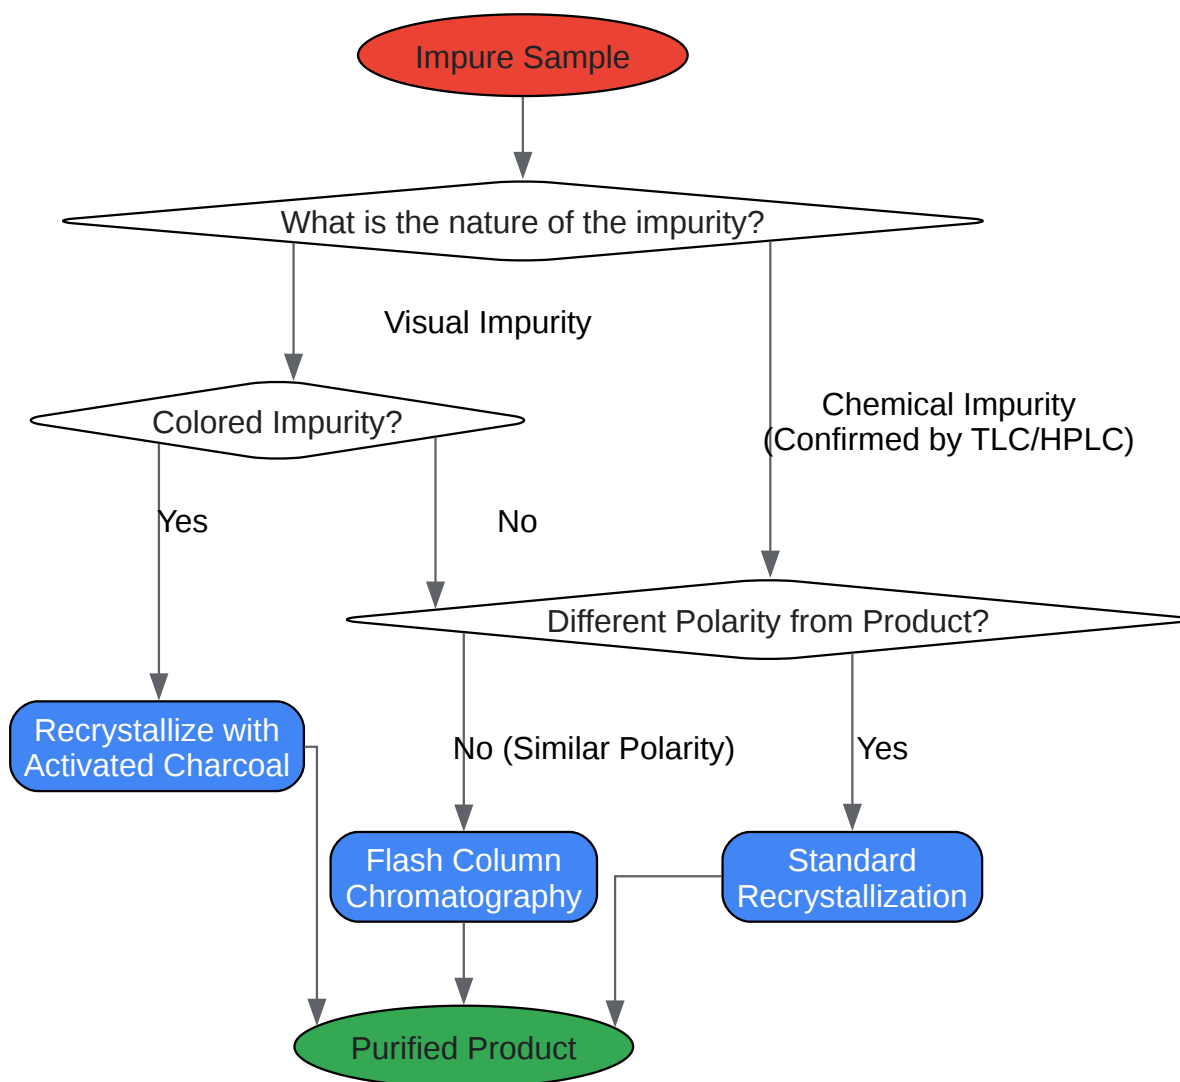 Impure Sample
What is the nature of the impurity?
Visual Impurity
Chemical Impurity
(Confirmed by TLC/HPLC)
Colored Impurity?
Yes
No
Different Polarity from Product?
Recrystallize with
Activated Charcoal
No (Similar Polarity)
Yes
Flash Column
Chromatography
Standard
Recrystallization
Purified Product